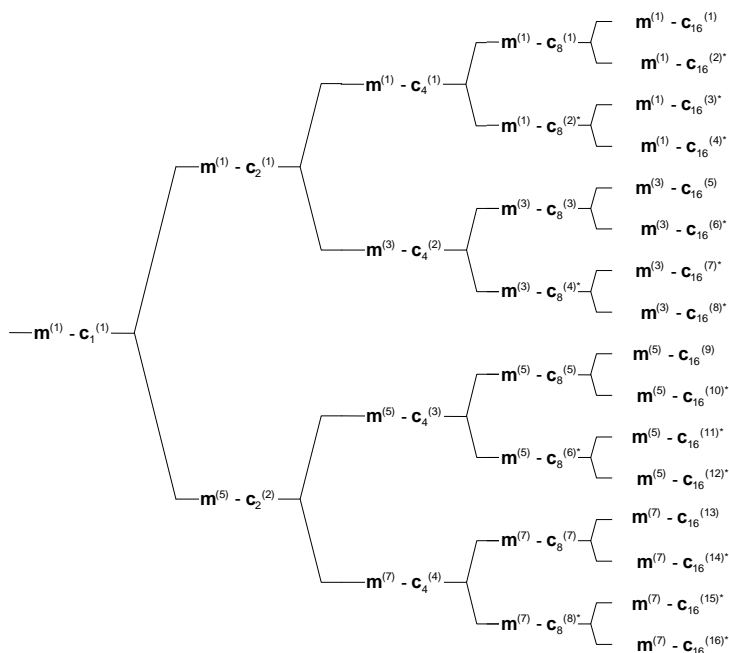 m⁽¹⁾ - c₁₆⁽¹⁾
m⁽¹⁾ - c₈⁽¹⁾
m⁽¹⁾ - c₁₆⁽²⁾*
m⁽¹⁾ - c₄⁽¹⁾
m⁽¹⁾ - c₁₆⁽³⁾*
m⁽¹⁾ - c₈⁽²⁾*
m⁽¹⁾ - c₁₆⁽⁴⁾*
m⁽¹⁾ - c₂⁽¹⁾
m⁽³⁾ - c₁₆⁽⁵⁾
m⁽³⁾ - c₈⁽³⁾
m⁽³⁾ - c₁₆⁽⁶⁾*
m⁽³⁾ - c₄⁽²⁾
m⁽³⁾ - c₁₆⁽⁷⁾*
m⁽³⁾ - c₈⁽⁴⁾*
m⁽³⁾ - c₁₆⁽⁸⁾*
m⁽¹⁾ - c₁⁽¹⁾
m⁽⁵⁾ - c₁₆⁽⁹⁾
m⁽⁵⁾ - c₈⁽⁵⁾
m⁽⁵⁾ - c₁₆⁽¹⁰⁾*
m⁽⁵⁾ - c₄⁽³⁾
m⁽⁵⁾ - c₁₆⁽¹¹⁾*
m⁽⁵⁾ - c₈⁽⁶⁾*
m⁽⁵⁾ - c₁₆⁽¹²⁾*
m⁽⁵⁾ - c₂⁽²⁾
m⁽⁷⁾ - c₁₆⁽¹³⁾
m⁽⁷⁾ - c₈⁽⁷⁾
m⁽⁷⁾ - c₁₆⁽¹⁴⁾*
m⁽⁷⁾ - c₄⁽⁴⁾
m⁽⁷⁾ - c₁₆⁽¹⁵⁾*
m⁽⁷⁾ - c₈⁽⁸⁾*
m⁽⁷⁾ - c₁₆⁽¹⁶⁾*